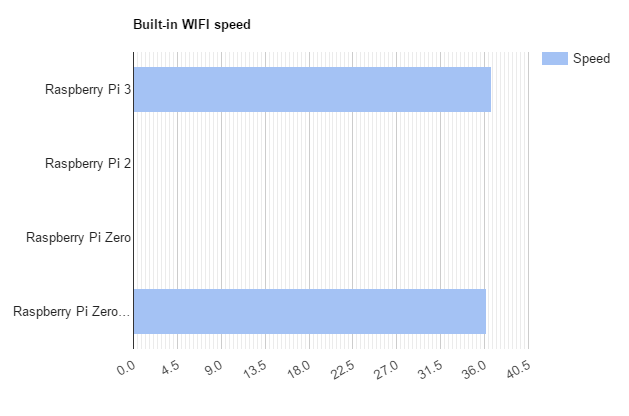 Built-in WIFI speed
Speed
Raspberry Pi 3
Raspberry Pi 2
Raspberry Pi Zero
Raspberry Pi Zero…
0.0 4.5 9.0 13.5 18.0 22.5 27.0 31.5 36.0 40.5